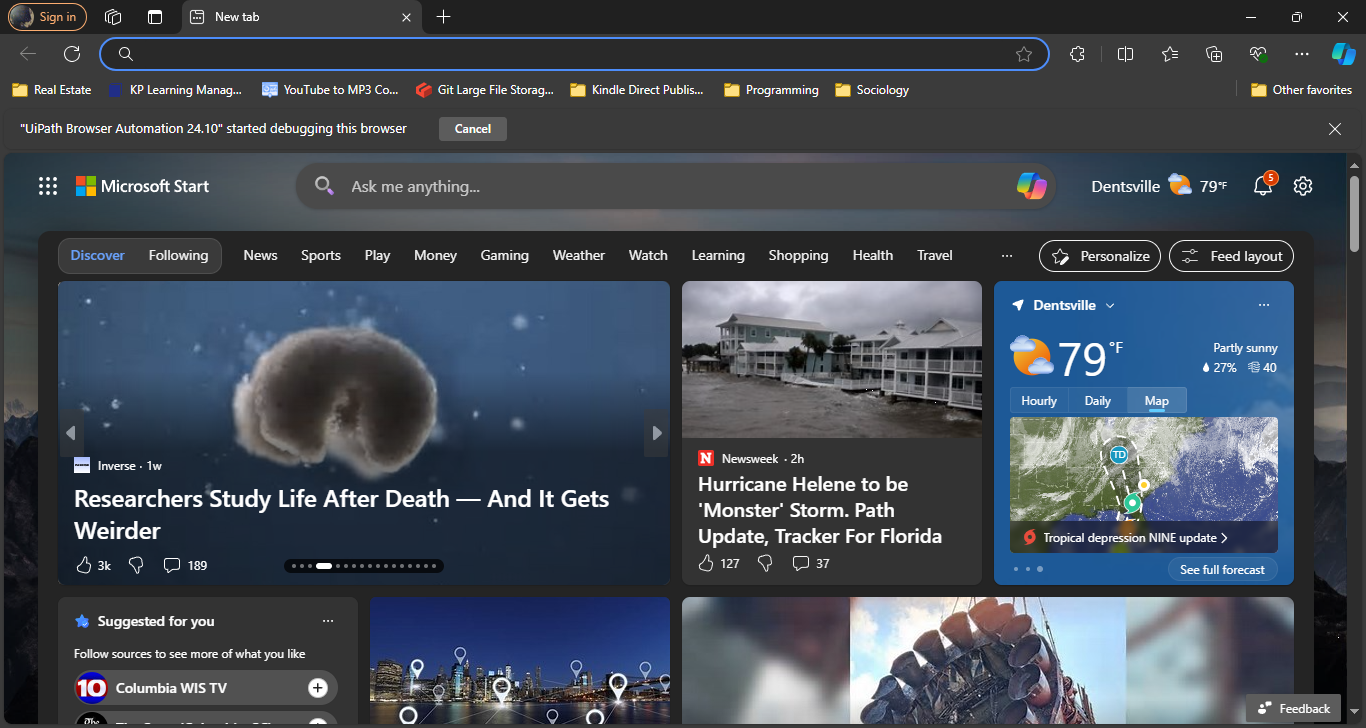 Sign in
New tab
Real Estate
KP Learning Manag...
YouTube to MP3 Co...
Git Large File Storag...
Kindle Direct Publis...
Programming
Sociology
Other favorites
"UiPath Browser Automation 24.10" started debugging this browser
Cancel
Microsoft Start
Ask me anything...
Dentsville
79°F
5
Discover
Following
News
Sports
Play
Money
Gaming
Weather
Watch
Learning
Shopping
Health
Travel
Personalize
Feed layout
Inverse · 1w
Researchers Study Life After Death — And It Gets
Weirder
3k
189
Newsweek · 2h
Hurricane Helene to be
'Monster' Storm. Path
Update, Tracker For Florida
127
37
Dentsville
79°F
Partly sunny
27%
40
Hourly
Daily
Map
TD
Tropical depression NINE update
See full forecast
Suggested for you
Follow sources to see more of what you like
10
Columbia WIS TV
Feedback